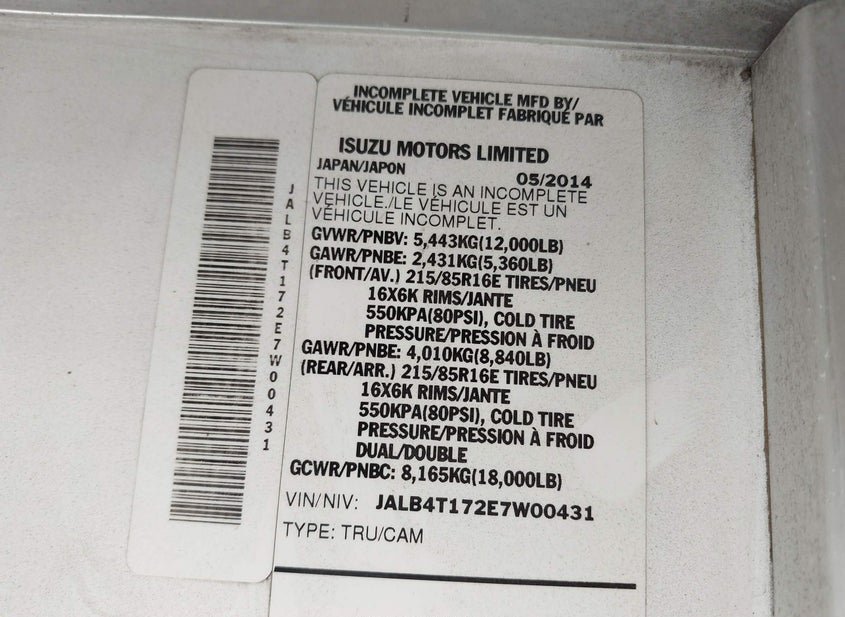 INCOMPLETE VEHICLE MFD BY/
VÉHICULE INCOMPLET FABRIQUÉ PAR
ISUZU MOTORS LIMITED
JAPAN/JAPON 05/2014
THIS VEHICLE IS AN INCOMPLETE
VEHICLE./LE VÉHICULE EST UN
VÉHICULE INCOMPLET.
GVWR/PNBV: 5,443KG(12,000LB)
GAWR/PNBE: 2,431KG(5,360LB)
(FRONT/AV.) 215/85R16E TIRES/PNEU
16X6K RIMS/JANTE
550KPA(80PSI), COLD TIRE
PRESSURE/PRESSION À FROID
GAWR/PNBE: 4,010KG(8,840LB)
(REAR/ARR.) 215/85R16E TIRES/PNEU
16X6K RIMS/JANTE
550KPA(80PSI), COLD TIRE
PRESSURE/PRESSION À FROID
DUAL/DOUBLE
GCWR/PNBC: 8,165KG(18,000LB)
VIN/NIV: JALB4T172E7W00431
TYPE: TRU/CAM
JALB4T172E7W00431